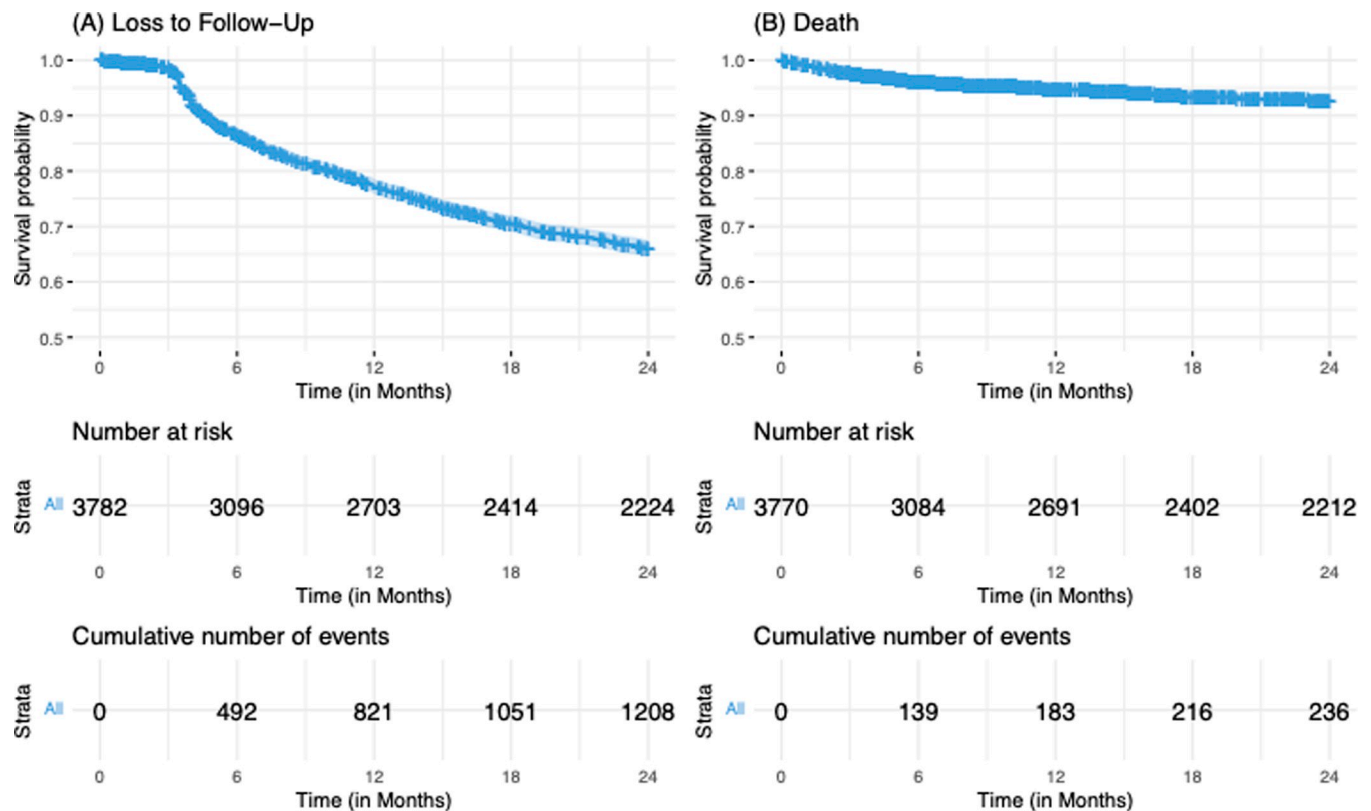 (A) Loss to Follow−Up
Survival probability
1.0
0.9
0.8
0.7
0.6
0.5
0 6 12 18 24
Time (in Months)
Number at risk
Strata
All 3782 3096 2703 2414 2224
0 6 12 18 24
Time (in Months)
Cumulative number of events
Strata
All 0 492 821 1051 1208
0 6 12 18 24
Time (in Months)
(B) Death
Survival probability
1.0
0.9
0.8
0.7
0.6
0.5
0 6 12 18 24
Time (in Months)
Number at risk
Strata
All 3770 3084 2691 2402 2212
0 6 12 18 24
Time (in Months)
Cumulative number of events
Strata
All 0 139 183 216 236
0 6 12 18 24
Time (in Months)